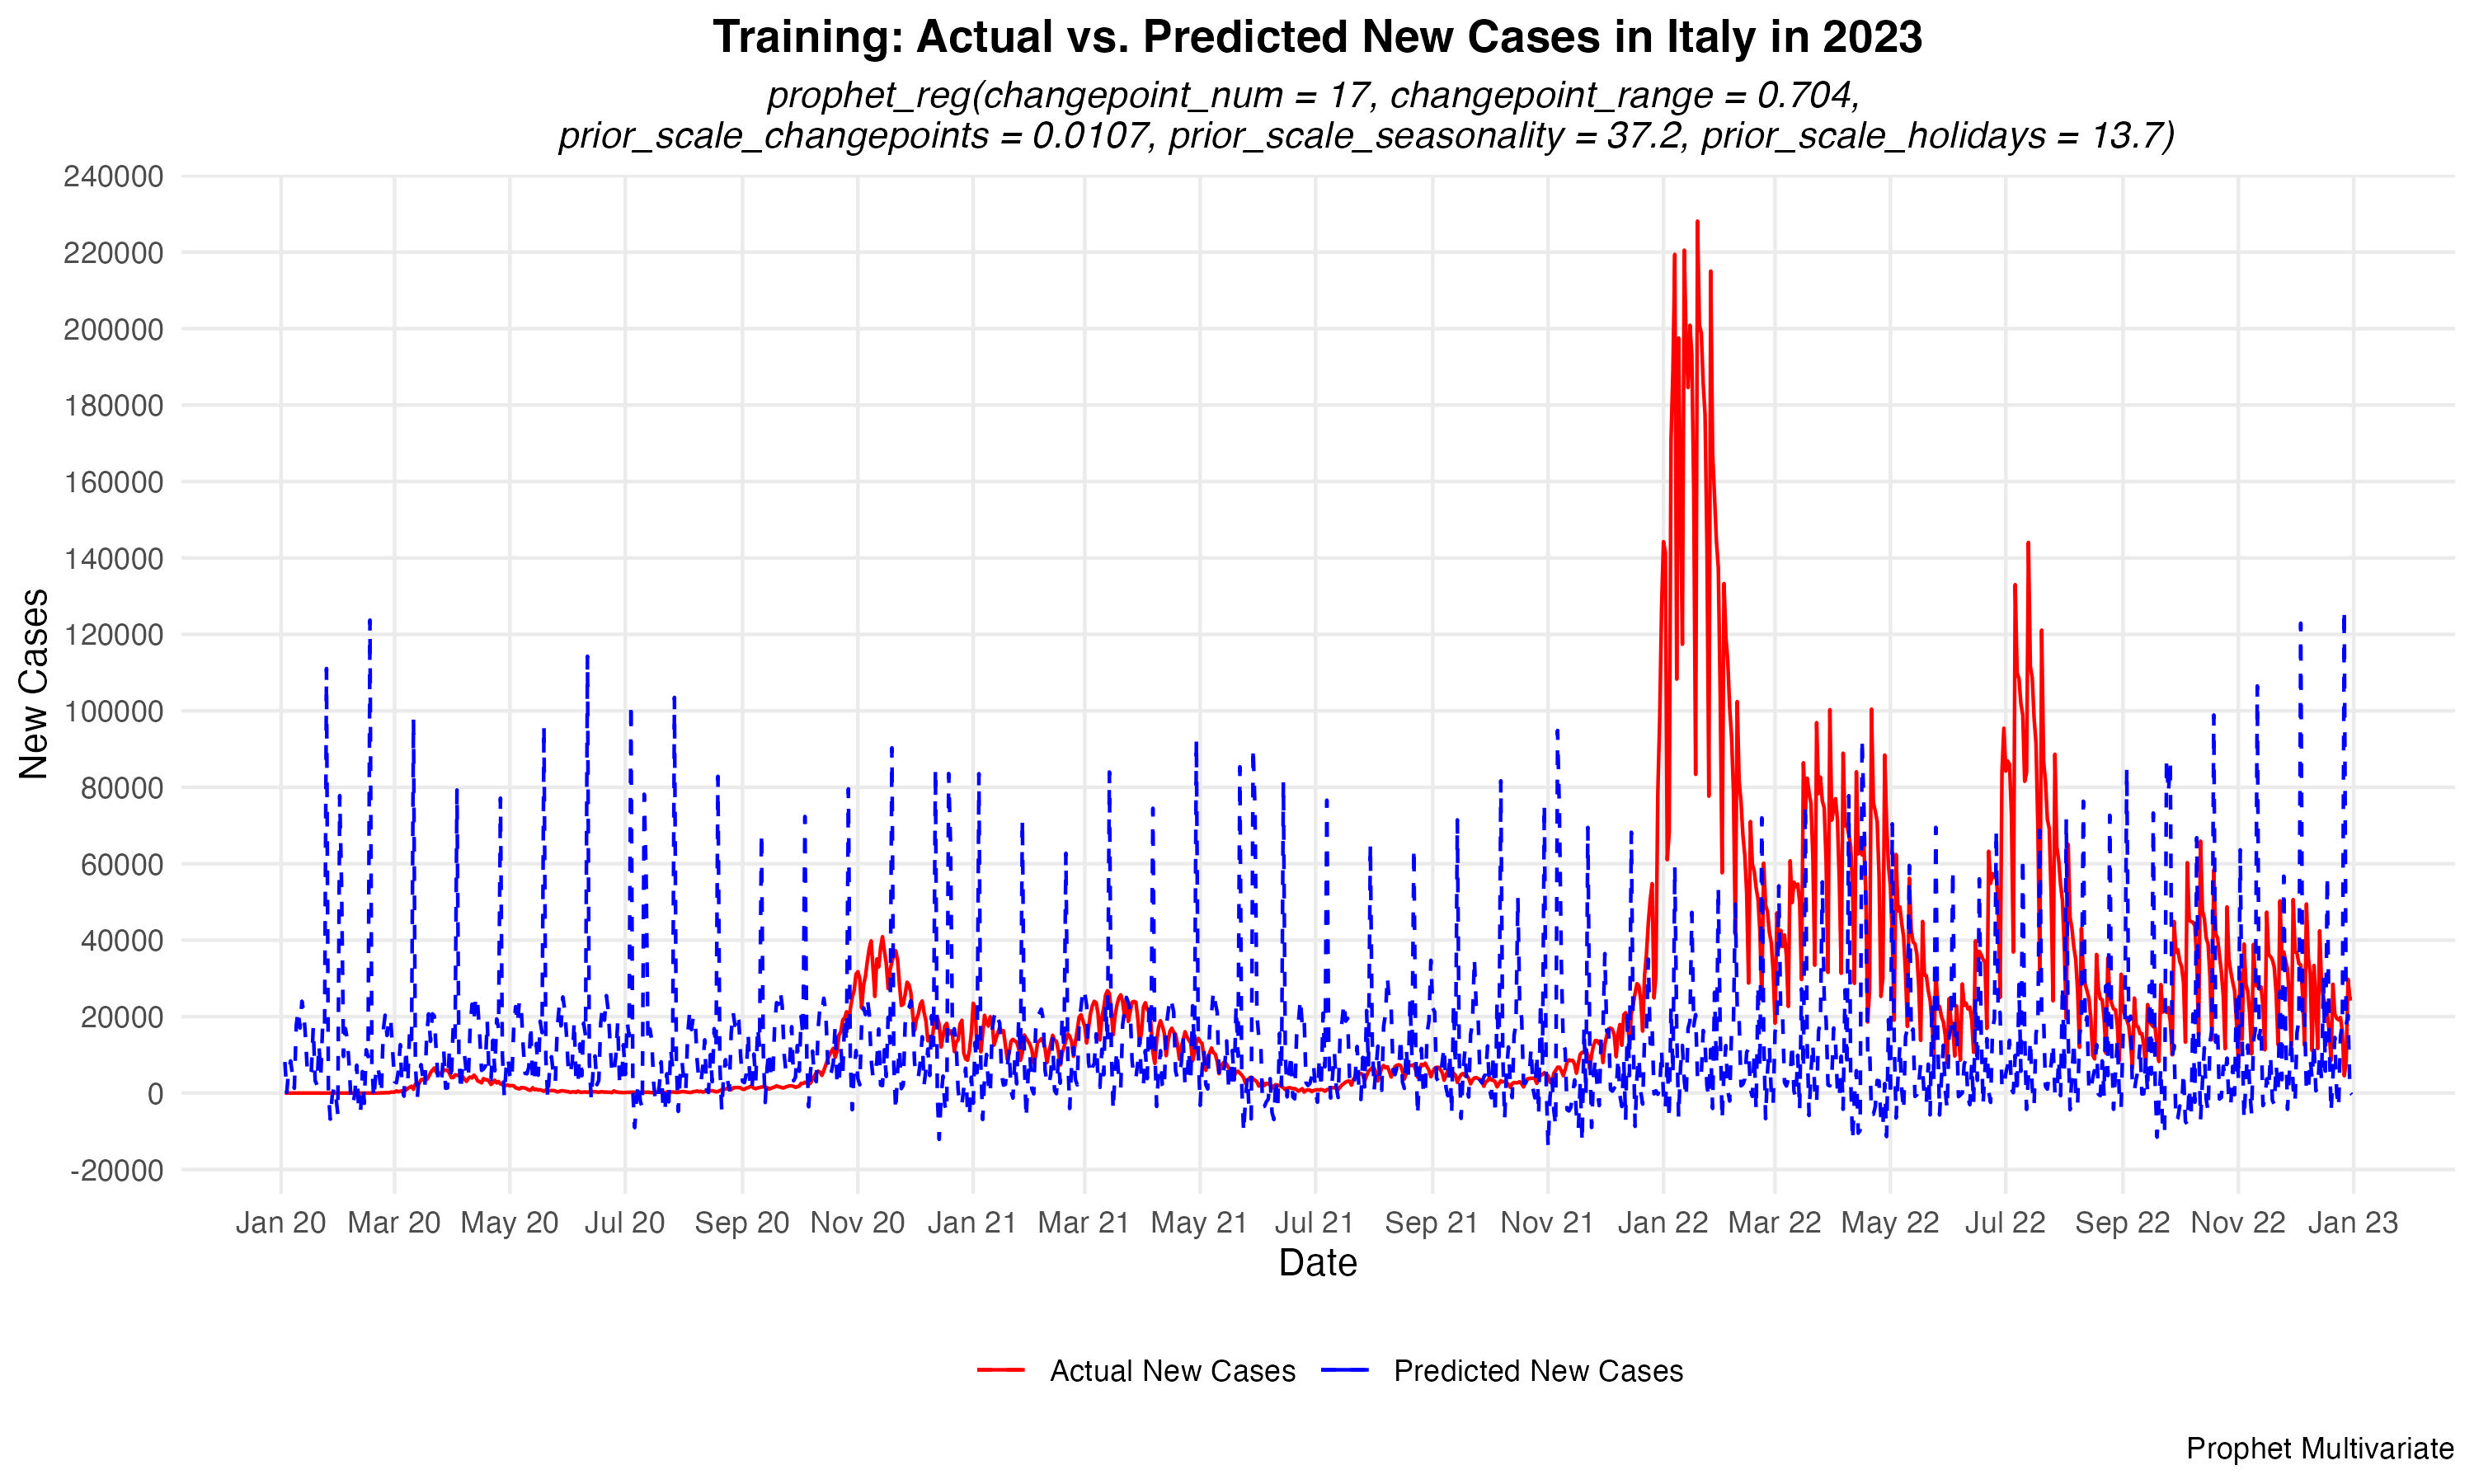 Training: Actual vs. Predicted New Cases in Italy in 2023
prophet_reg(changepoint_num = 17, changepoint_range = 0.704,
prior_scale_changepoints = 0.0107, prior_scale_seasonality = 37.2, prior_scale_holidays = 13.7)
240000
220000
200000
180000
160000
140000
120000
100000
80000
60000
40000
20000
0
-20000
New Cases
Jan 20 Mar 20 May 20 Jul 20 Sep 20 Nov 20 Jan 21 Mar 21 May 21 Jul 21 Sep 21 Nov 21 Jan 22 Mar 22 May 22 Jul 22 Sep 22 Nov 22 Jan 23
Date
Actual New Cases Predicted New Cases
Prophet Multivariate